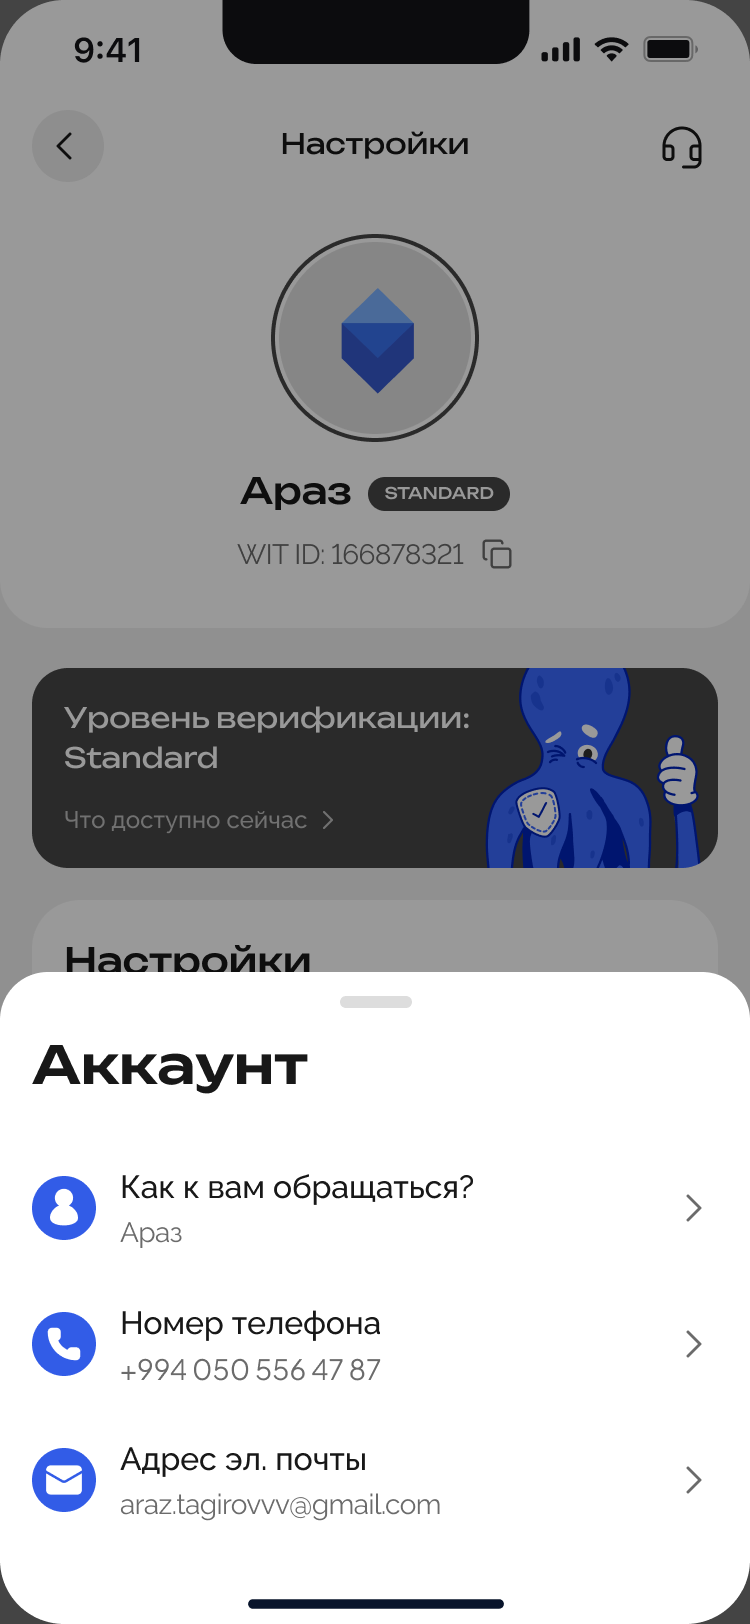 9:41
Настройки
Араз STANDARD
WIT ID: 166878321
Уровень верификации:
Standard
Что доступно сейчас
Настройки
Аккаунт
Как к вам обращаться?
Араз
Номер телефона
+994 050 556 47 87
Адрес эл. почты
araz.tagirovvv@gmail.com